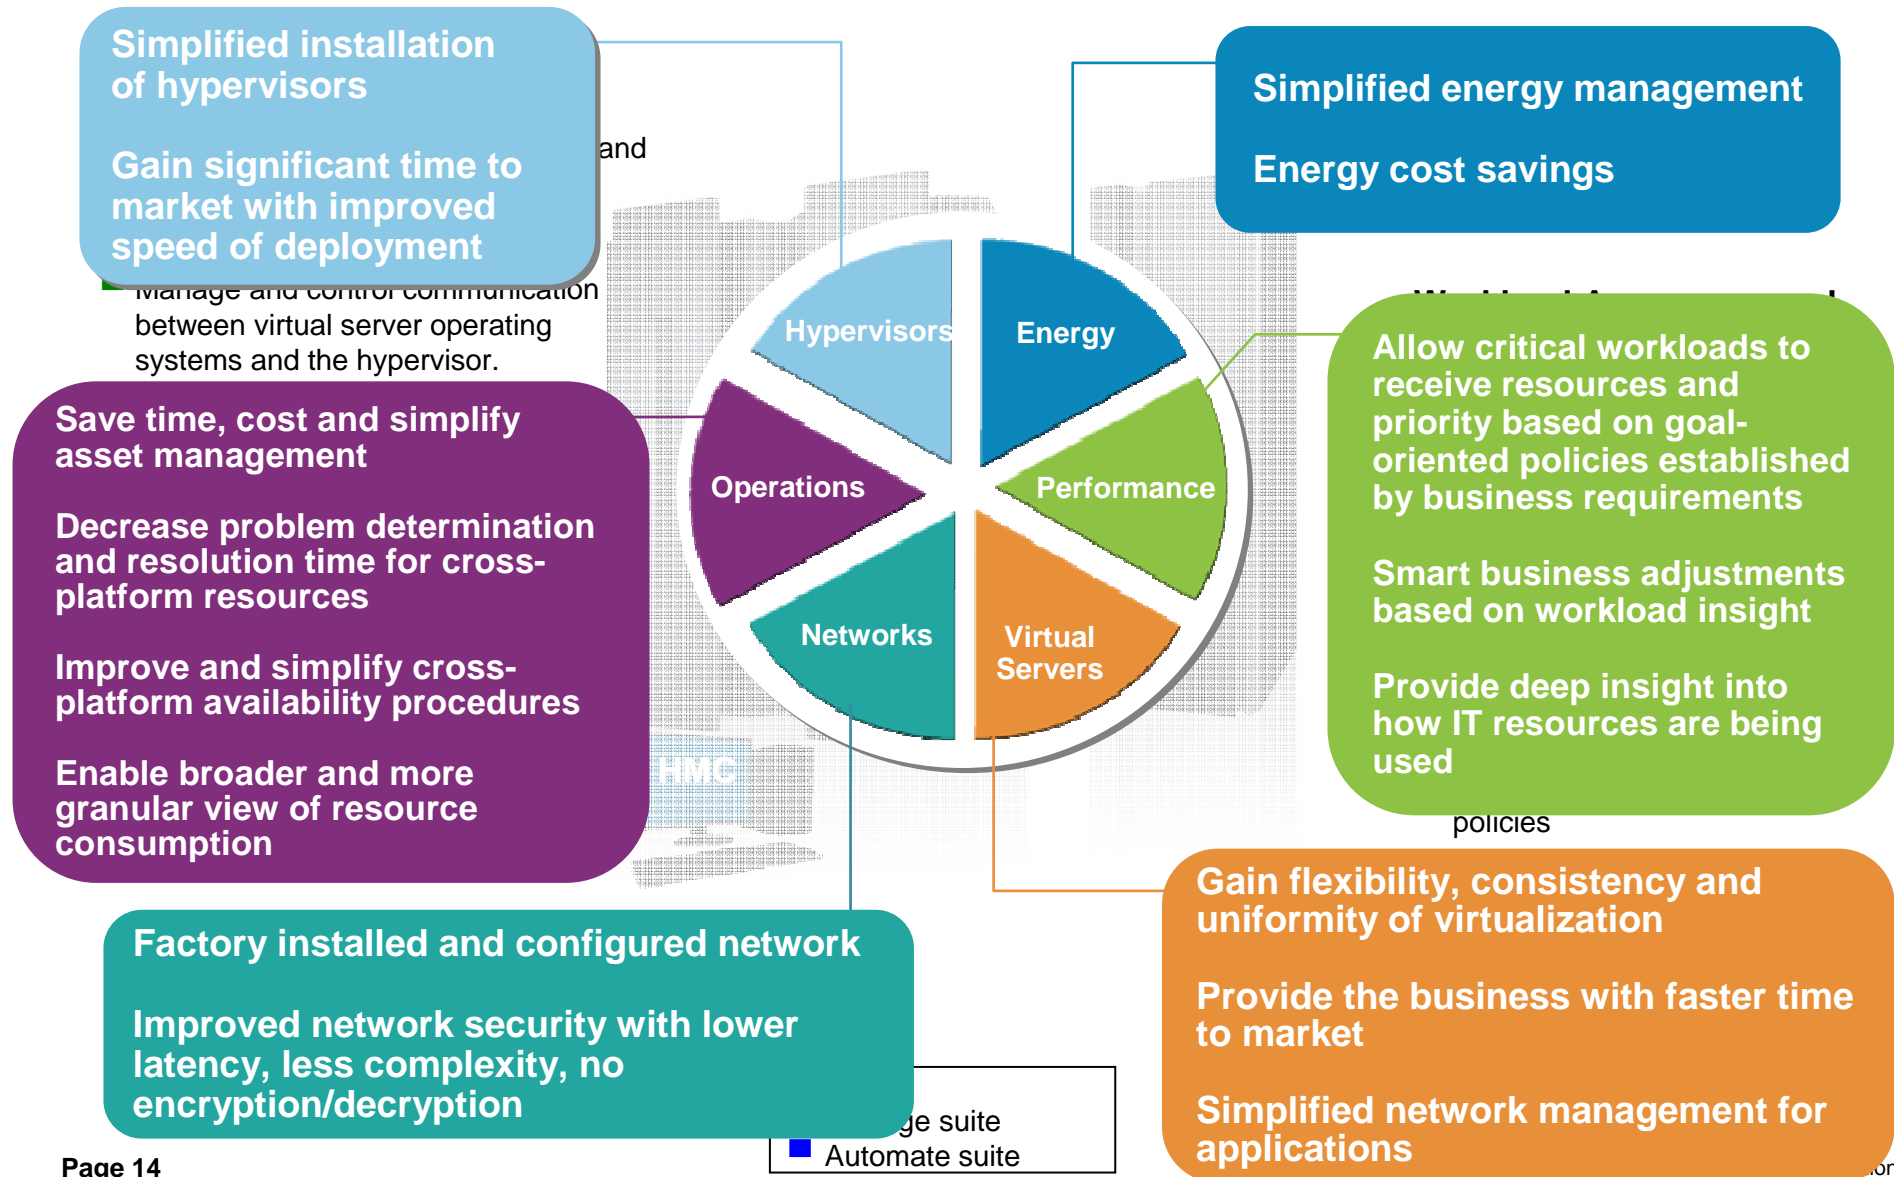 Simplified installation
of hypervisors
Gain significant time to
market with improved
speed of deployment
and
Manage and control communication
between virtual server operating
systems and the hypervisor.
Simplified energy management
Energy cost savings
Hypervisors
Energy
Operations
Performance
Networks
Virtual
Servers
Save time, cost and simplify
asset management
Decrease problem determination
and resolution time for cross-
platform resources
Improve and simplify cross-
platform availability procedures
Enable broader and more
granular view of resource
consumption
HMC
Allow critical workloads to
receive resources and
priority based on goal-
oriented policies established
by business requirements
Smart business adjustments
based on workload insight
Provide deep insight into
how IT resources are being
used
policies
Factory installed and configured network
Improved network security with lower
latency, less complexity, no
encryption/decryption
Gain flexibility, consistency and
uniformity of virtualization
Provide the business with faster time
to market
Simplified network management for
applications
suite
Automate suite
Page 14